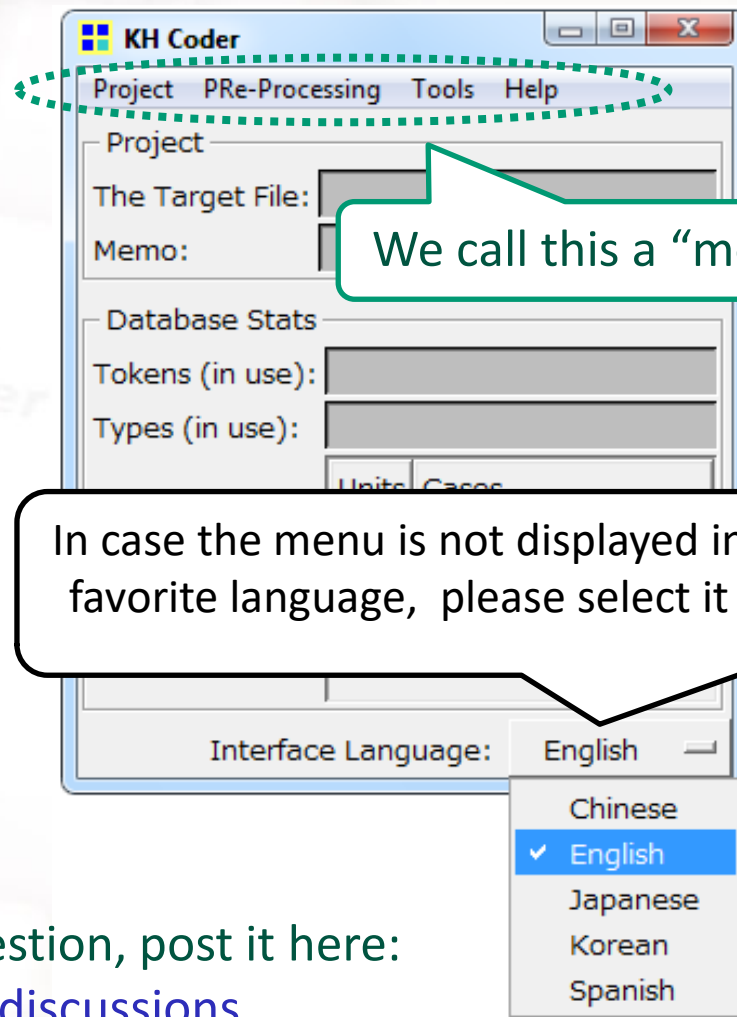 KH Coder
Project PRe-Processing Tools Help
Project
The Target File:
Memo:
We call this a “m
Database Stats
Tokens (in use):
Types (in use):
Units Cases
In case the menu is not displayed in
favorite language, please select it
Interface Language: English
Chinese
English
Japanese
Korean
Spanish
estion, post it here:
discussions